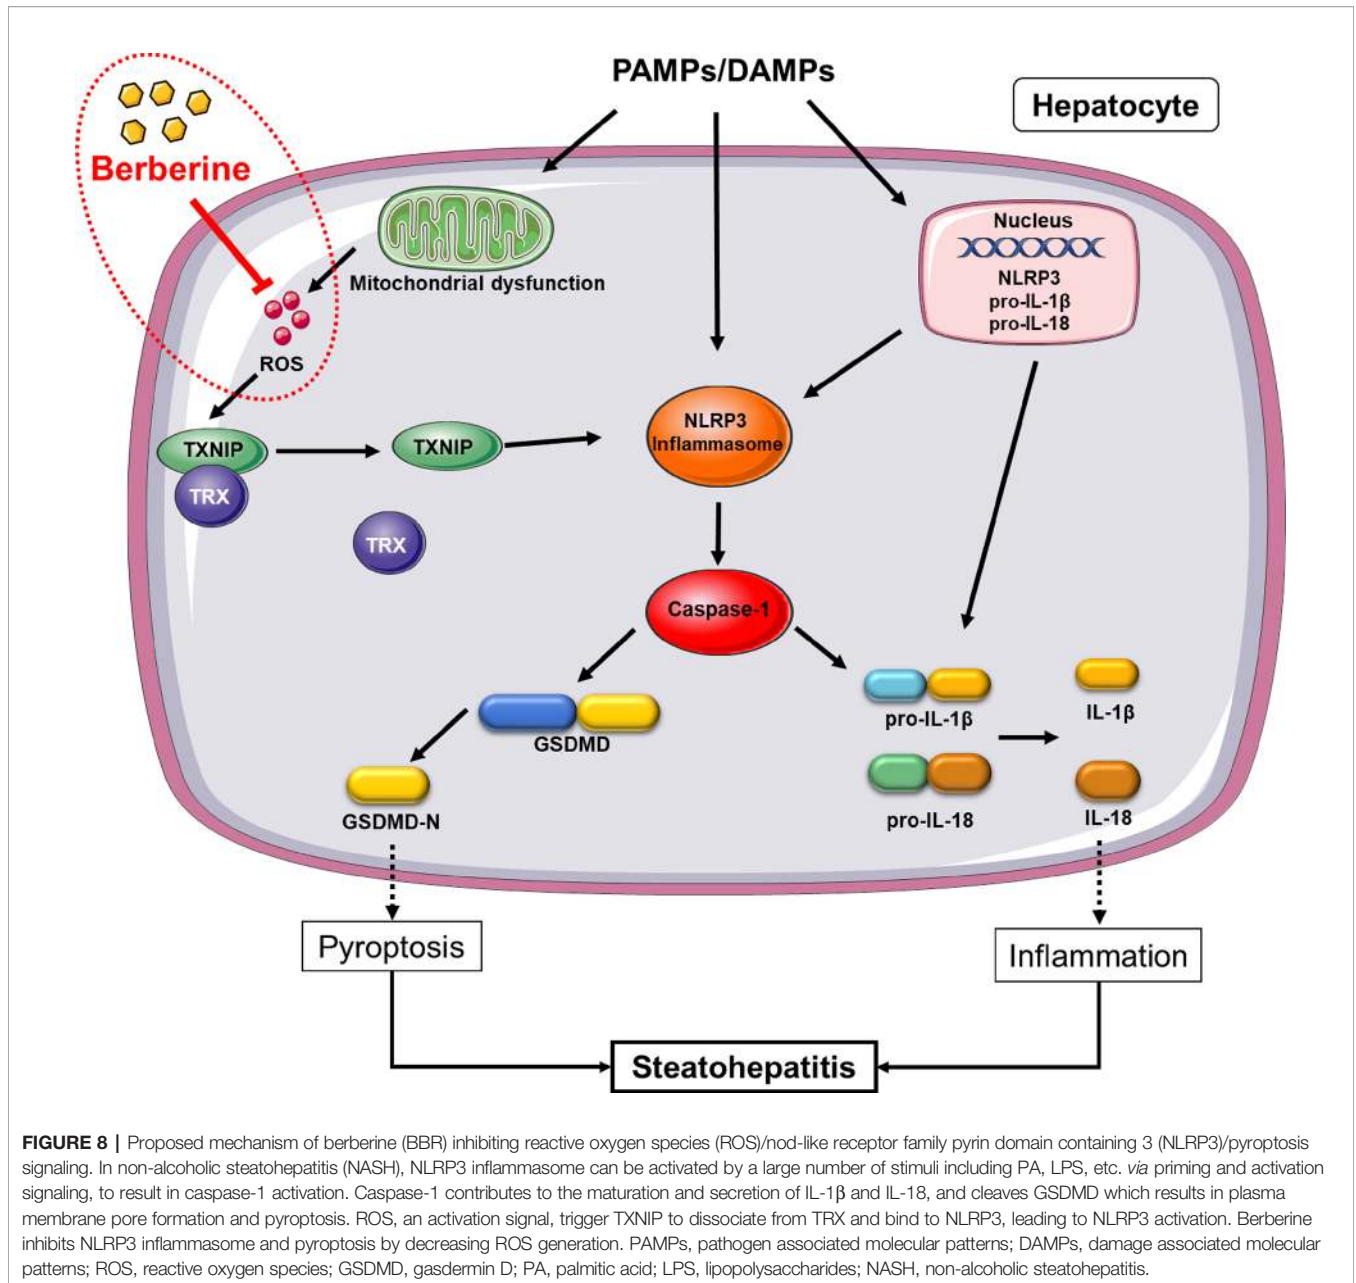 PAMPs/DAMPs
Hepatocyte
Berberine
Nucleus
NLRP3
pro-IL-1β
pro-IL-18
Mitochondrial dysfunction
ROS
TXNIP
TRX
TXNIP
TRX
NLRP3
Inflammasome
Caspase-1
GSDMD
GSDMD-N
pro-IL-1β
IL-1β
pro-IL-18
IL-18
Pyroptosis
Inflammation
Steatohepatitis
FIGURE 8 | Proposed mechanism of berberine (BBR) inhibiting reactive oxygen species (ROS)/nod-like receptor family pyrin domain containing 3 (NLRP3)/pyroptosis
signaling. In non-alcoholic steatohepatitis (NASH), NLRP3 inflammasome can be activated by a large number of stimuli including PA, LPS, etc. via priming and activation
signaling, to result in caspase-1 activation. Caspase-1 contributes to the maturation and secretion of IL-1β and IL-18, and cleaves GSDMD which results in plasma
membrane pore formation and pyroptosis. ROS, an activation signal, trigger TXNIP to dissociate from TRX and bind to NLRP3, leading to NLRP3 activation. Berberine
inhibits NLRP3 inflammasome and pyroptosis by decreasing ROS generation. PAMPs, pathogen associated molecular patterns; DAMPs, damage associated molecular
patterns; ROS, reactive oxygen species; GSDMD, gasdermin D; PA, palmitic acid; LPS, lipopolysaccharides; NASH, non-alcoholic steatohepatitis.